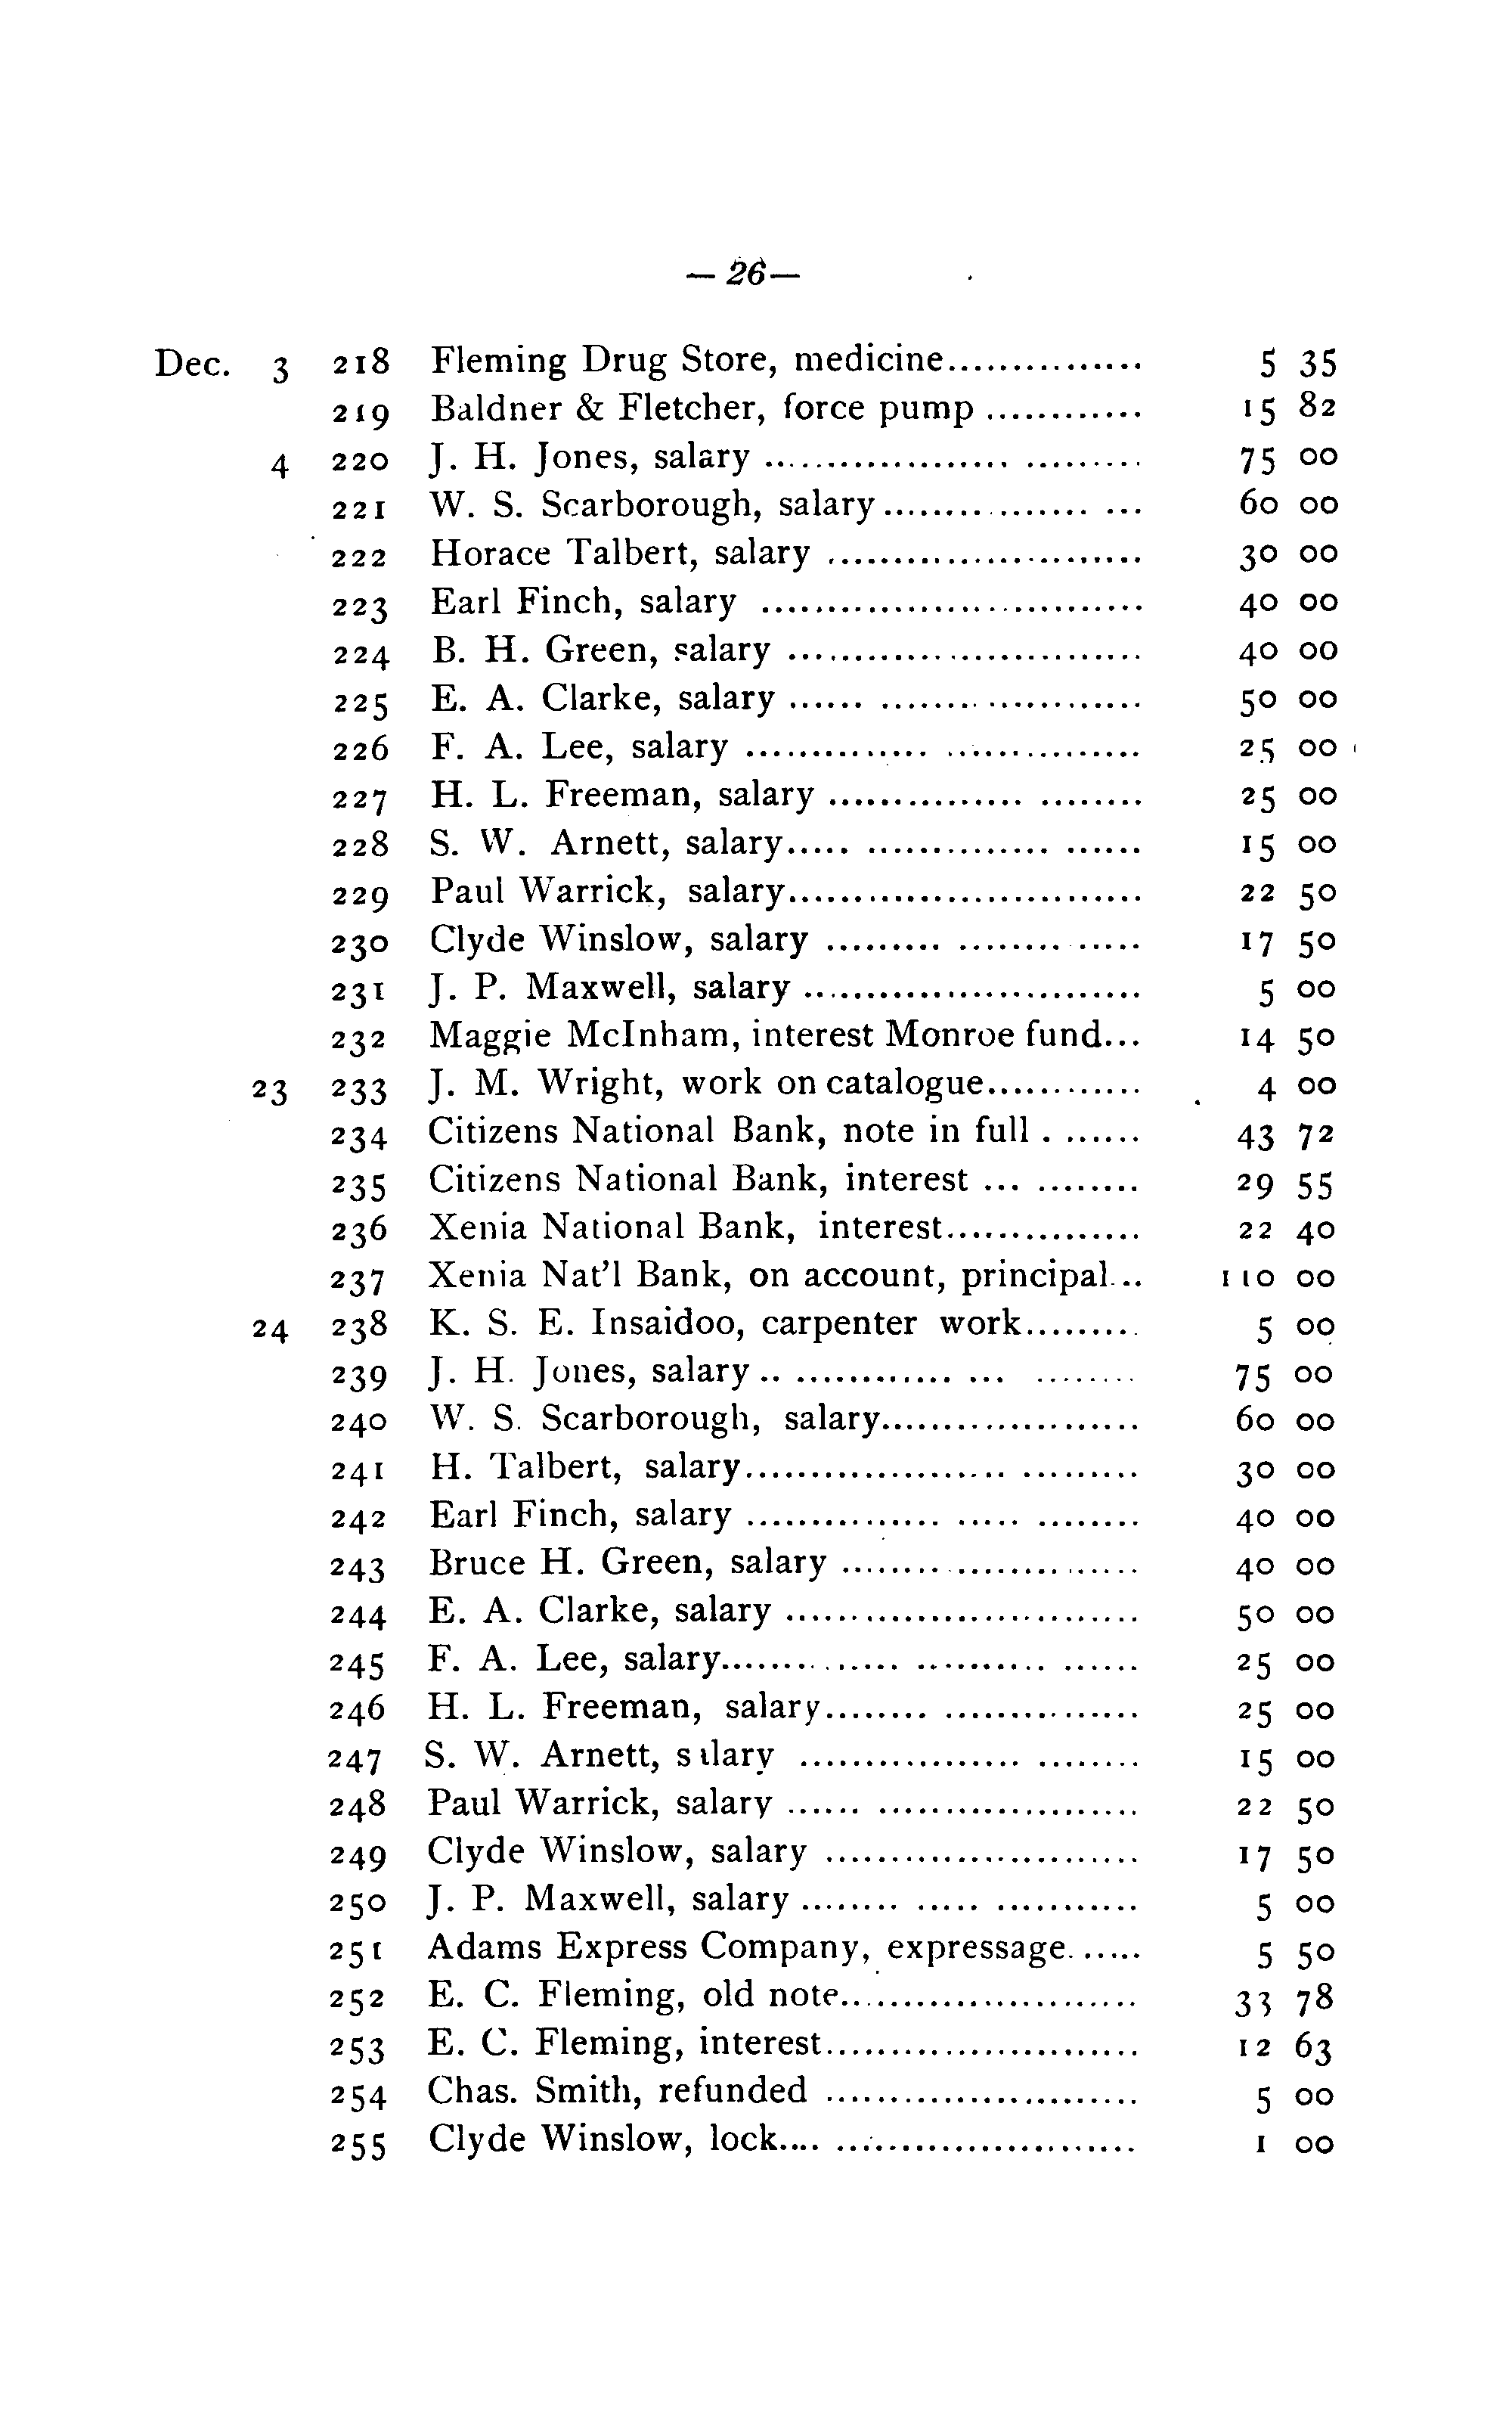 — 26 —
Dec. 3 218 Fleming Drug Store, medicine............... 5 35
219 Baldner & Fletcher, force pump ............ 15 82
4 220 J. H. Jones, salary ............................ 75 00
221 W. S. Scarborough, salary .................... 60 00
222 Horace Talbert, salary ........................ 30 00
223 Earl Finch, salary ............................. 40 00
224 B. H. Green, salary ........................... 40 00
225 E. A. Clarke, salary ........................... 50 00
226 F. A. Lee, salary .............................. 25 00
227 H. L. Freeman, salary ........................ 25 00
228 S. W. Arnett, salary........................... 15 00
229 Paul Warrick, salary........................... 22 50
230 Clyde Winslow, salary ........................ 17 50
231 J. P. Maxwell, salary .......................... 5 00
232 Maggie McInham, interest Monroe fund... 14 50
23 233 J. M. Wright, work on catalogue............ 4 00
234 Citizens National Bank, note in full ........ 43 72
235 Citizens National Bank, interest ............ 29 55
236 Xenia National Bank, interest............... 22 40
237 Xenia Nat'l Bank, on account, principal... 110 00
24 238 K. S. E. Insaidoo, carpenter work......... 5 00
239 J. H. Jones, salary ............................ 75 00
240 W. S. Scarborough, salary.................... 60 00
241 H. Talbert, salary.............................. 30 00
242 Earl Finch, salary ............................. 40 00
243 Bruce H. Green, salary ....................... 40 00
244 E. A. Clarke, salary ........................... 50 00
245 F. A. Lee, salary............................... 25 00
246 H. L. Freeman, salary........................ 25 00
247 S. W. Arnett, salary .......................... 15 00
248 Paul Warrick, salary .......................... 22 50
249 Clyde Winslow, salary ........................ 17 50
250 J. P. Maxwell, salary .......................... 5 00
251 Adams Express Company, expressage...... 5 50
252 E. C. Fleming, old note....................... 33 78
253 E. C. Fleming, interest........................ 12 63
254 Chas. Smith, refunded ........................ 5 00
255 Clyde Winslow, lock........................... 1 00